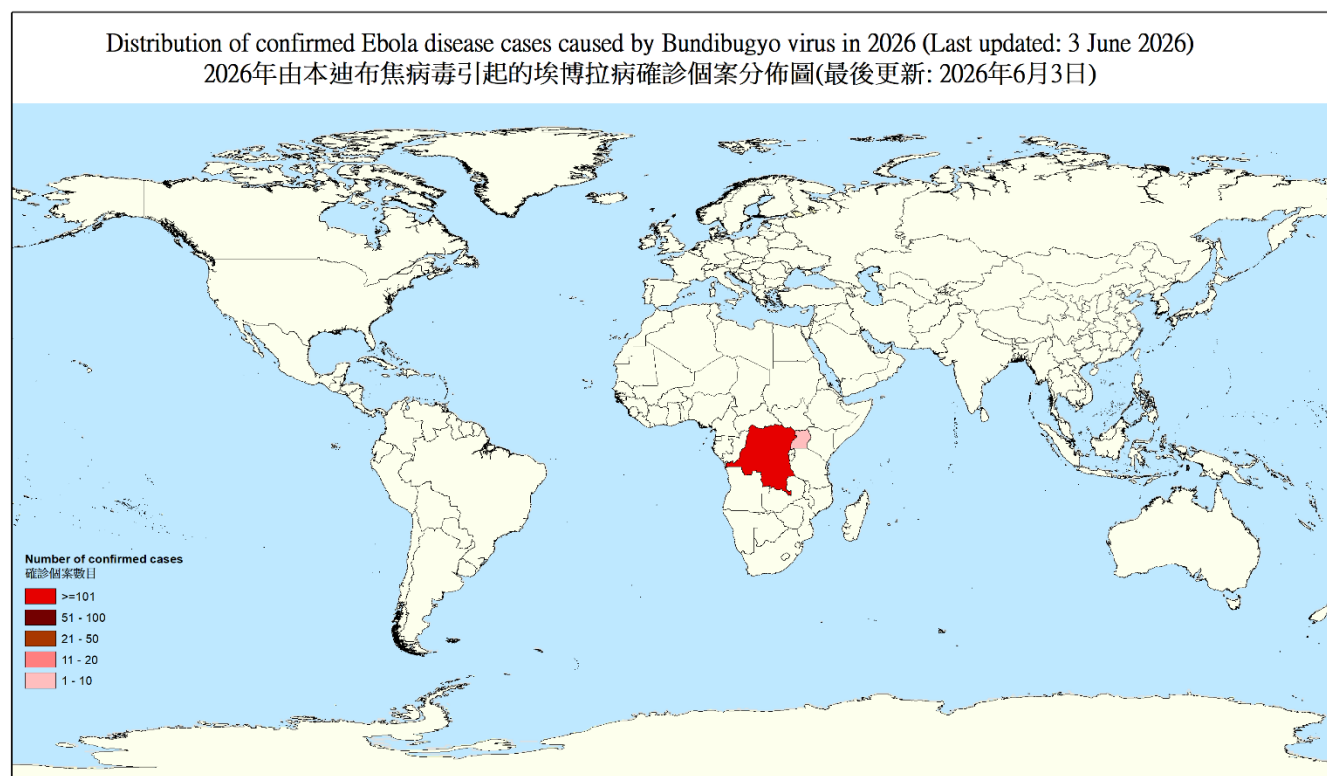 Distribution of confirmed Ebola disease cases caused by Bundibugyo virus in 2026 (Last updated: 3 June 2026)
2026年由本迪布焦病毒引起的埃博拉病確診個案分佈圖(最後更新: 2026年6月3日)
Number of confirmed cases
確診個案數目
>=101
51 - 100
21 - 50
11 - 20
1 - 10